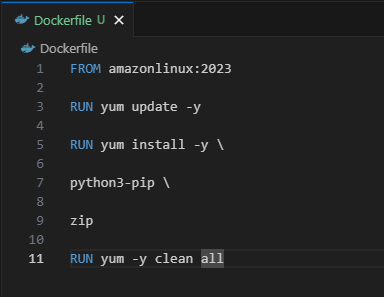 Dockerfile U
Dockerfile
1 FROM amazonlinux:2023
2
3 RUN yum update -y
4
5 RUN yum install -y \
6
7 python3-pip \
8
9 zip
10
11 RUN yum -y clean all